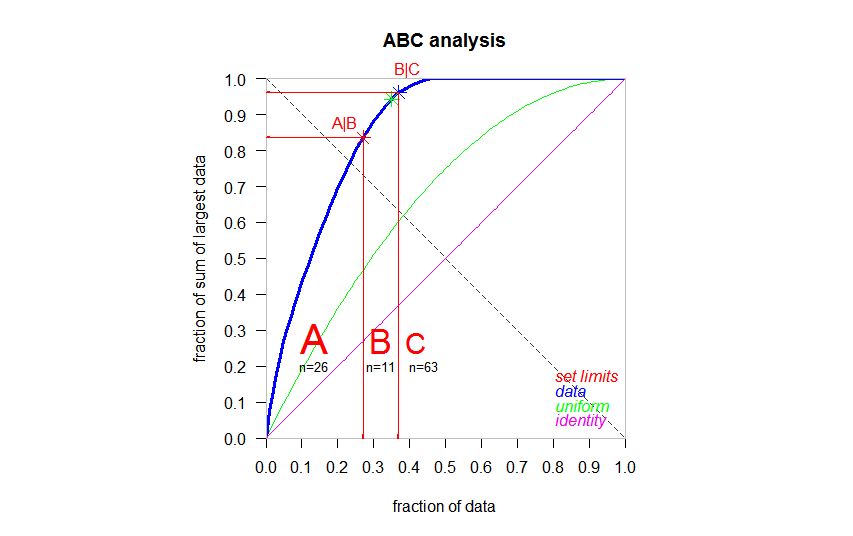 ABC analysis
B|C
A|B
fraction of sum of largest data
1.0
0.9
0.8
0.7
0.6
0.5
0.4
0.3
0.2
0.1
0.0
A B C
n=26 n=11 n=63
set limits
data
uniform
identity
0.0 0.1 0.2 0.3 0.4 0.5 0.6 0.7 0.8 0.9 1.0
fraction of data